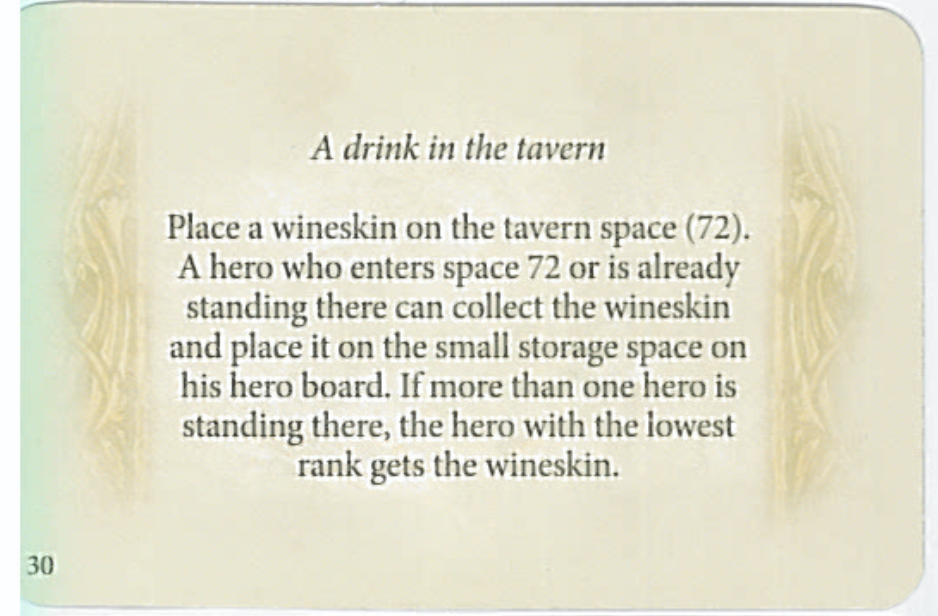 A drink in the tavern
Place a wineskin on the tavern space (72).
A hero who enters space 72 or is already
standing there can collect the wineskin
and place it on the small storage space on
his hero board. If more than one hero is
standing there, the hero with the lowest
rank gets the wineskin.
30